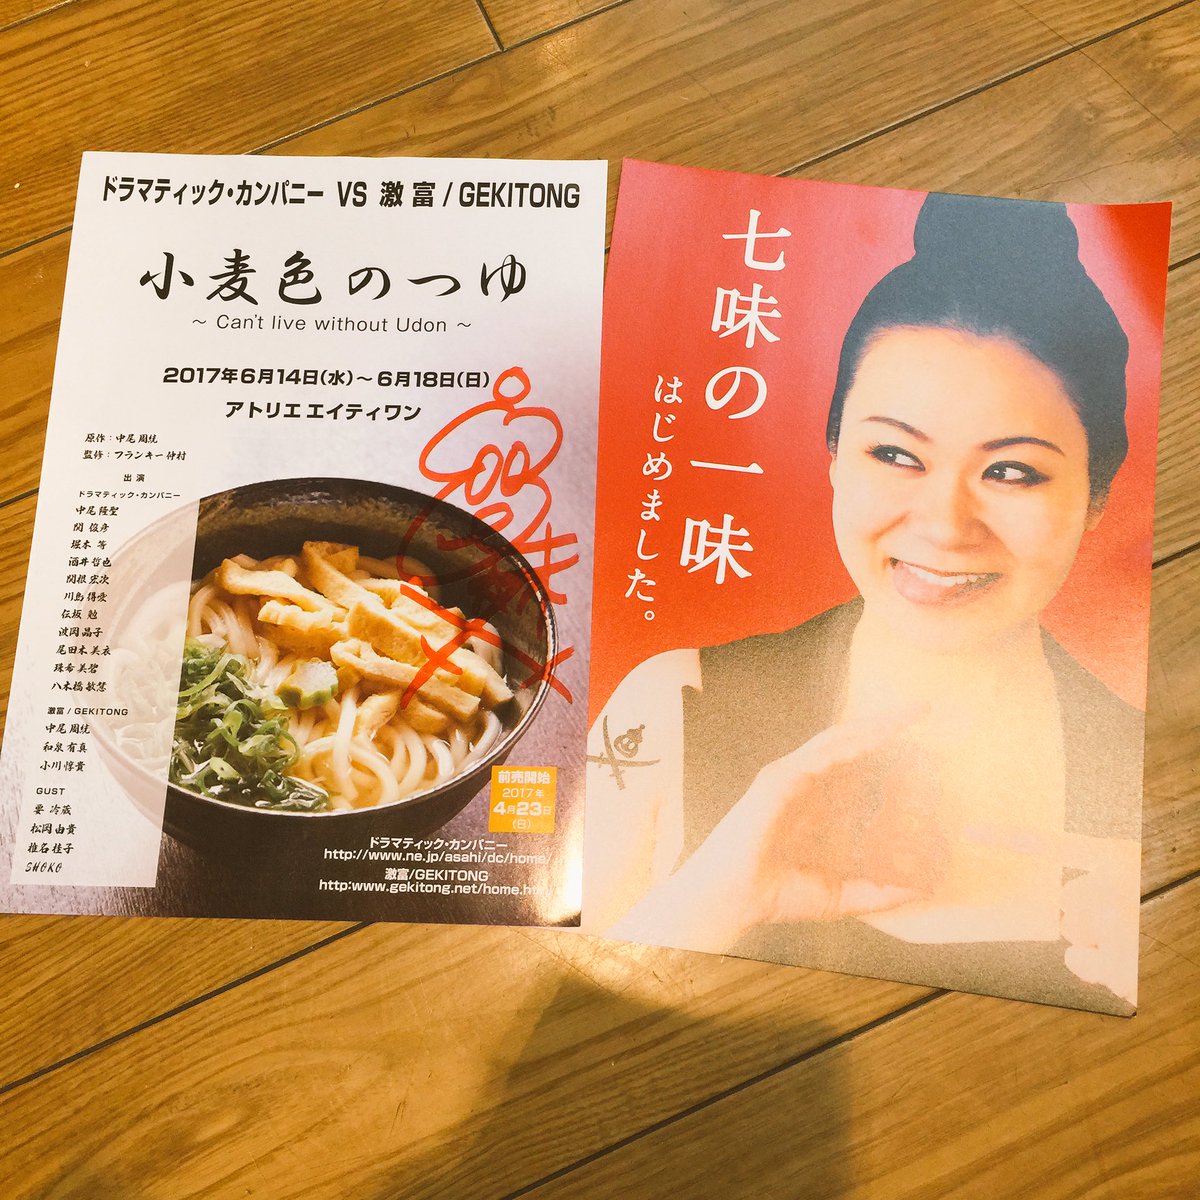 ドラマティック・カンパニー VS 激富 / GEKITONG
小麦色のつゆ
～ Can't live without Udon ～
2017年6月14日(水)～6月18日(日)
アトリエ エイティワン
原作：中尾 周統
監修：フランキー仲村
出演
ドラマティック・カンパニー
中尾 隆聖
関 俊彦
堀本 等
酒井 哲也
関根 宏次
川島 得愛
伝坂 勉
波岡 晶子
尾田木 美衣
珠希 美碧
八木橋 敏慧
激富 / GEKITONG
中尾 周統
和泉 有真
小川 惇貴
GUST
要 冷蔵
松岡 由貴
椎名 桂子
SHOKO
前売開始
2017年
4月23日
(日)
ドラマティック・カンパニー
http://www.ne.jp/asahi/dc/home/
激富/GEKITONG
http:www.gekitong.net/home.h
七味の一味
はじめました。